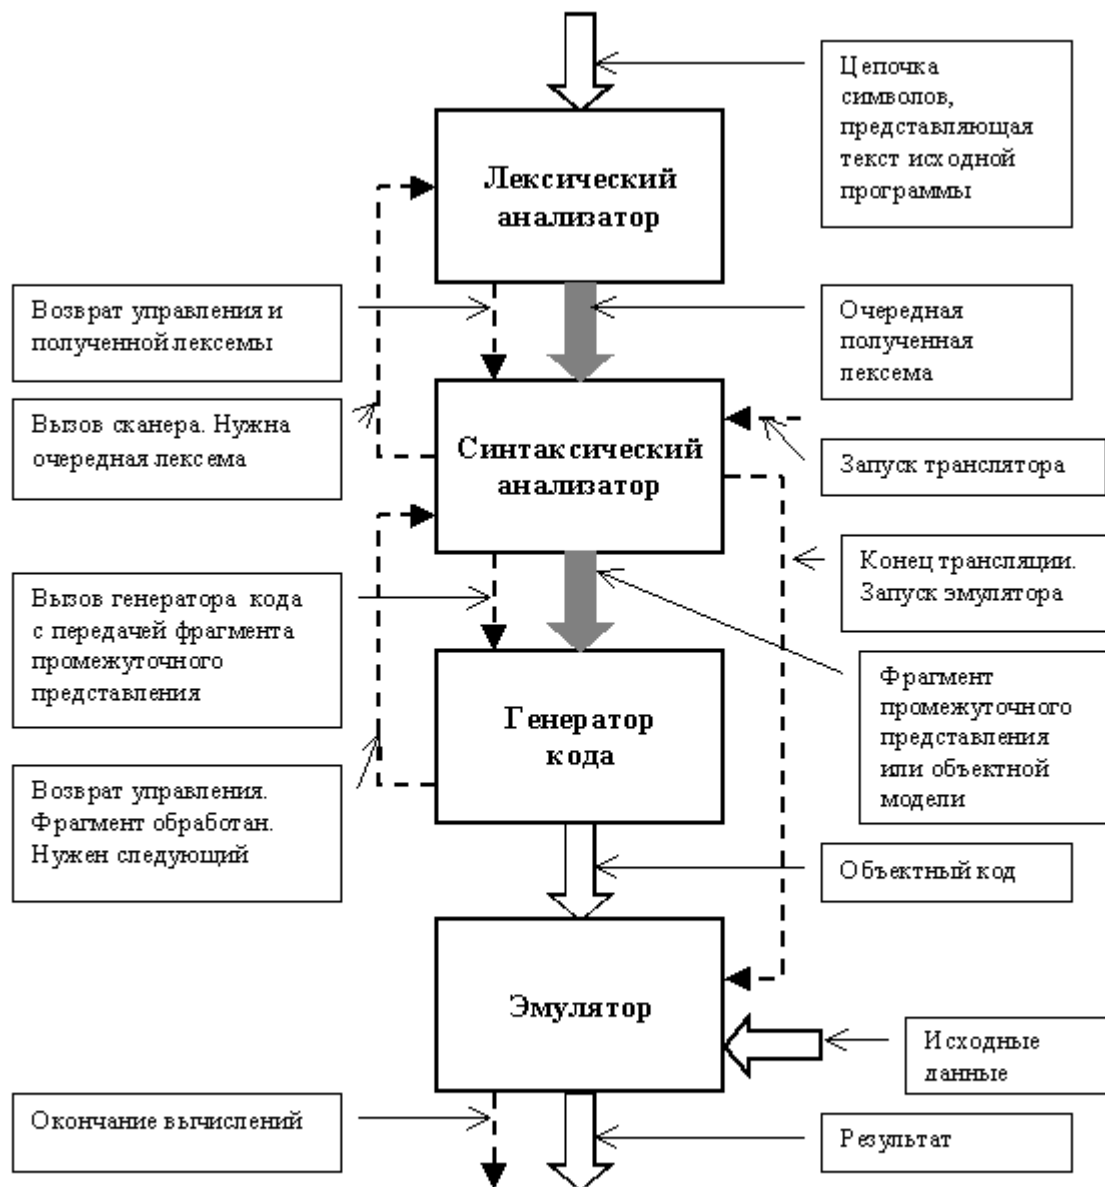 Цепочка
символов,
представляющая
текст исходной
программы
Лексический
анализатор
Возврат управления и
полученной лексемы
Очередная
полученная
лексема
Вызов сканера. Нужна
очередная лексема
Синтаксический
анализатор
Запуск транслятора
Конец трансляции.
Запуск эмулятора
Вызов генератора кода
с передачей фрагмента
промежуточного
представления
Генератор
кода
Фрагмент
промежуточного
представления
или объектной
модели
Возврат управления.
Фрагмент обработан.
Нужен следующий
Объектный код
Эмулятор
Исходные
данные
Окончание вычислений
Результат